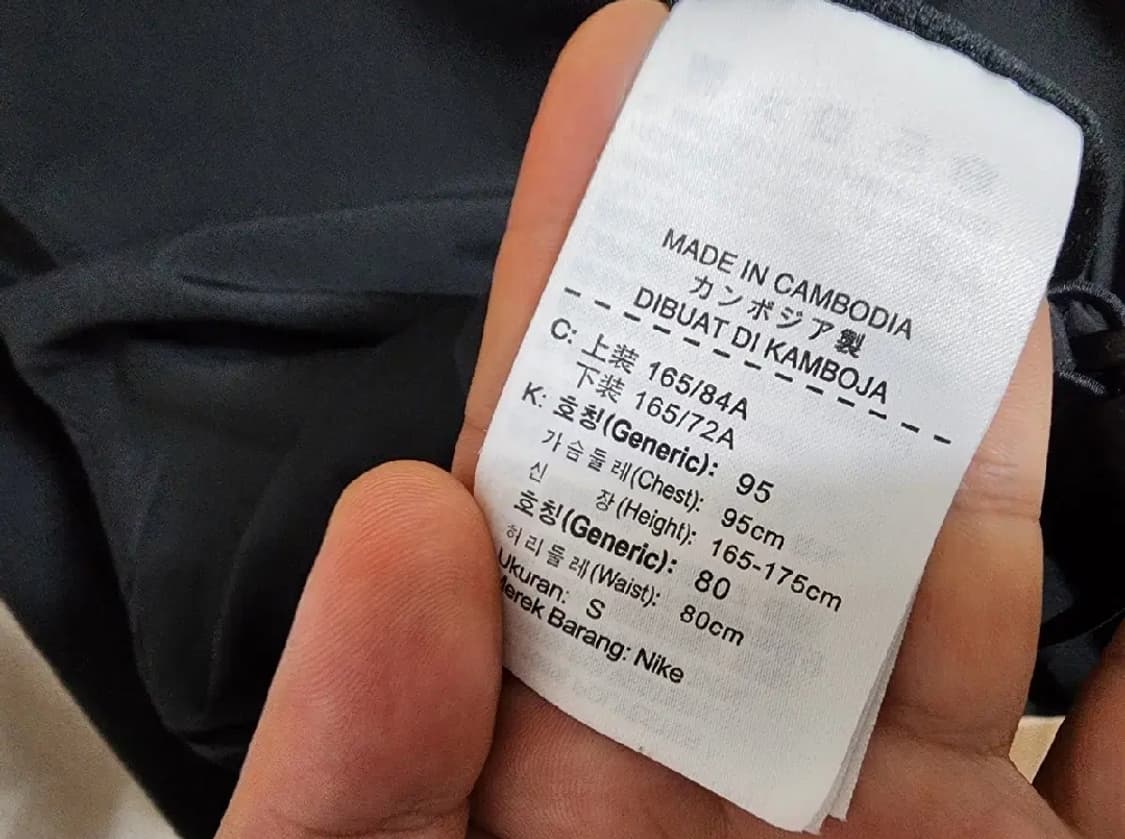 MADE IN CAMBODIA
カンボジア製
DIBUAT DI KAMBOJA
C: 上装 165/84A
下装 165/72A
K: 호칭(Generic): 95
가슴둘레(Chest): 95cm
신 장(Height): 165-175cm
호칭(Generic): 80
허리둘레(Waist): 80cm
Ukuran: S
Merek Barang: Nike